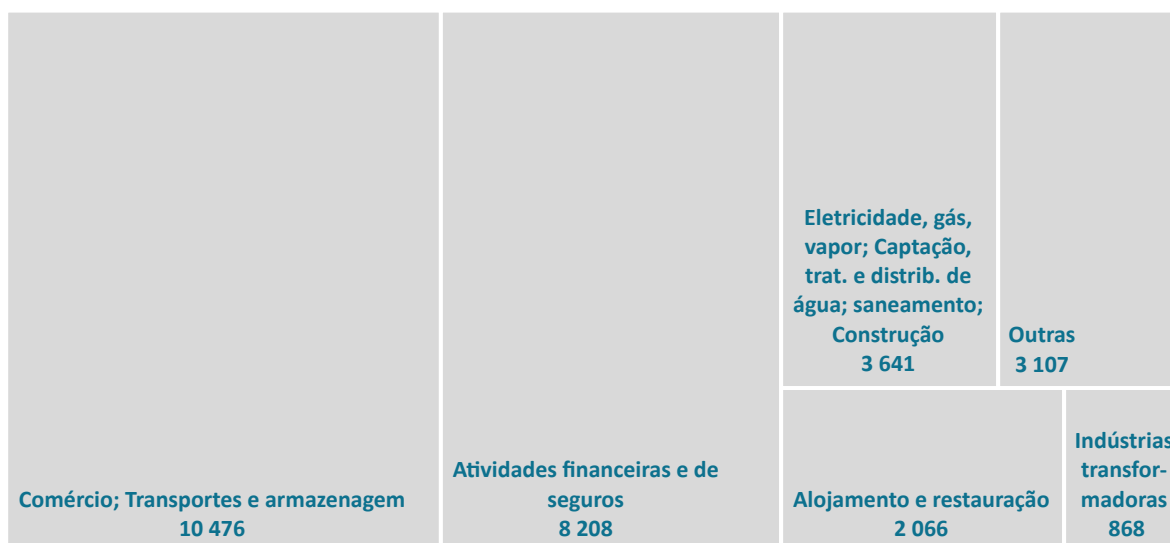 Comércio; Transportes e armazenagem
10 476
Atividades financeiras e de
seguros
8 208
Eletricidade, gás,
vapor; Captação,
trat. e distrib. de
água; saneamento;
Construção
3 641
Outras
3 107
Alojamento e restauração
2 066
Indústrias
transfor-
madoras
868